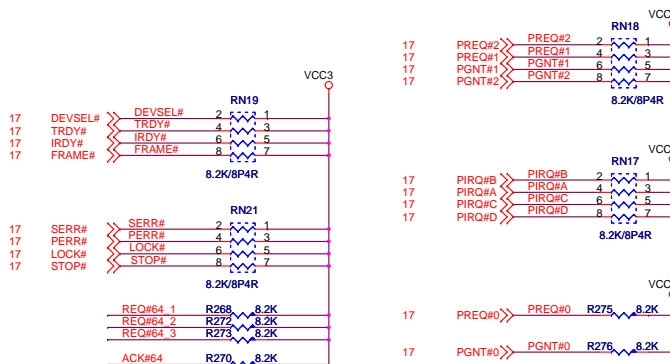 VCC3
RN19
17 DEVSEL# DEVSEL# 2 1
17 TRDY# TRDY# 4 3
17 IRDY# IRDY# 6 5
17 FRAME# FRAME# 8 7
8.2K/8P4R
RN21
17 SERR# SERR# 2 1
17 PERR# PERR# 4 3
17 LOCK# LOCK# 6 5
17 STOP# STOP# 8 7
8.2K/8P4R
REQ#64_1 R268 8.2K
REQ#64_2 R272 8.2K
REQ#64_3 R273 8.2K
ACK#64 R270 8.2K
RN18
17 PREQ#2 PREQ#2 2 1
17 PREQ#1 PREQ#1 4 3
17 PGNT#1 PGNT#1 6 5
17 PGNT#2 PGNT#2 8 7
8.2K/8P4R
RN17
17 PIRQ#B PIRQ#B 2 1
17 PIRQ#A PIRQ#A 4 3
17 PIRQ#C PIRQ#C 6 5
17 PIRQ#D PIRQ#D 8 7
8.2K/8P4R
17 PREQ#0 PREQ#0 R275 8.2K
17 PGNT#0 PGNT#0 R276 8.2K